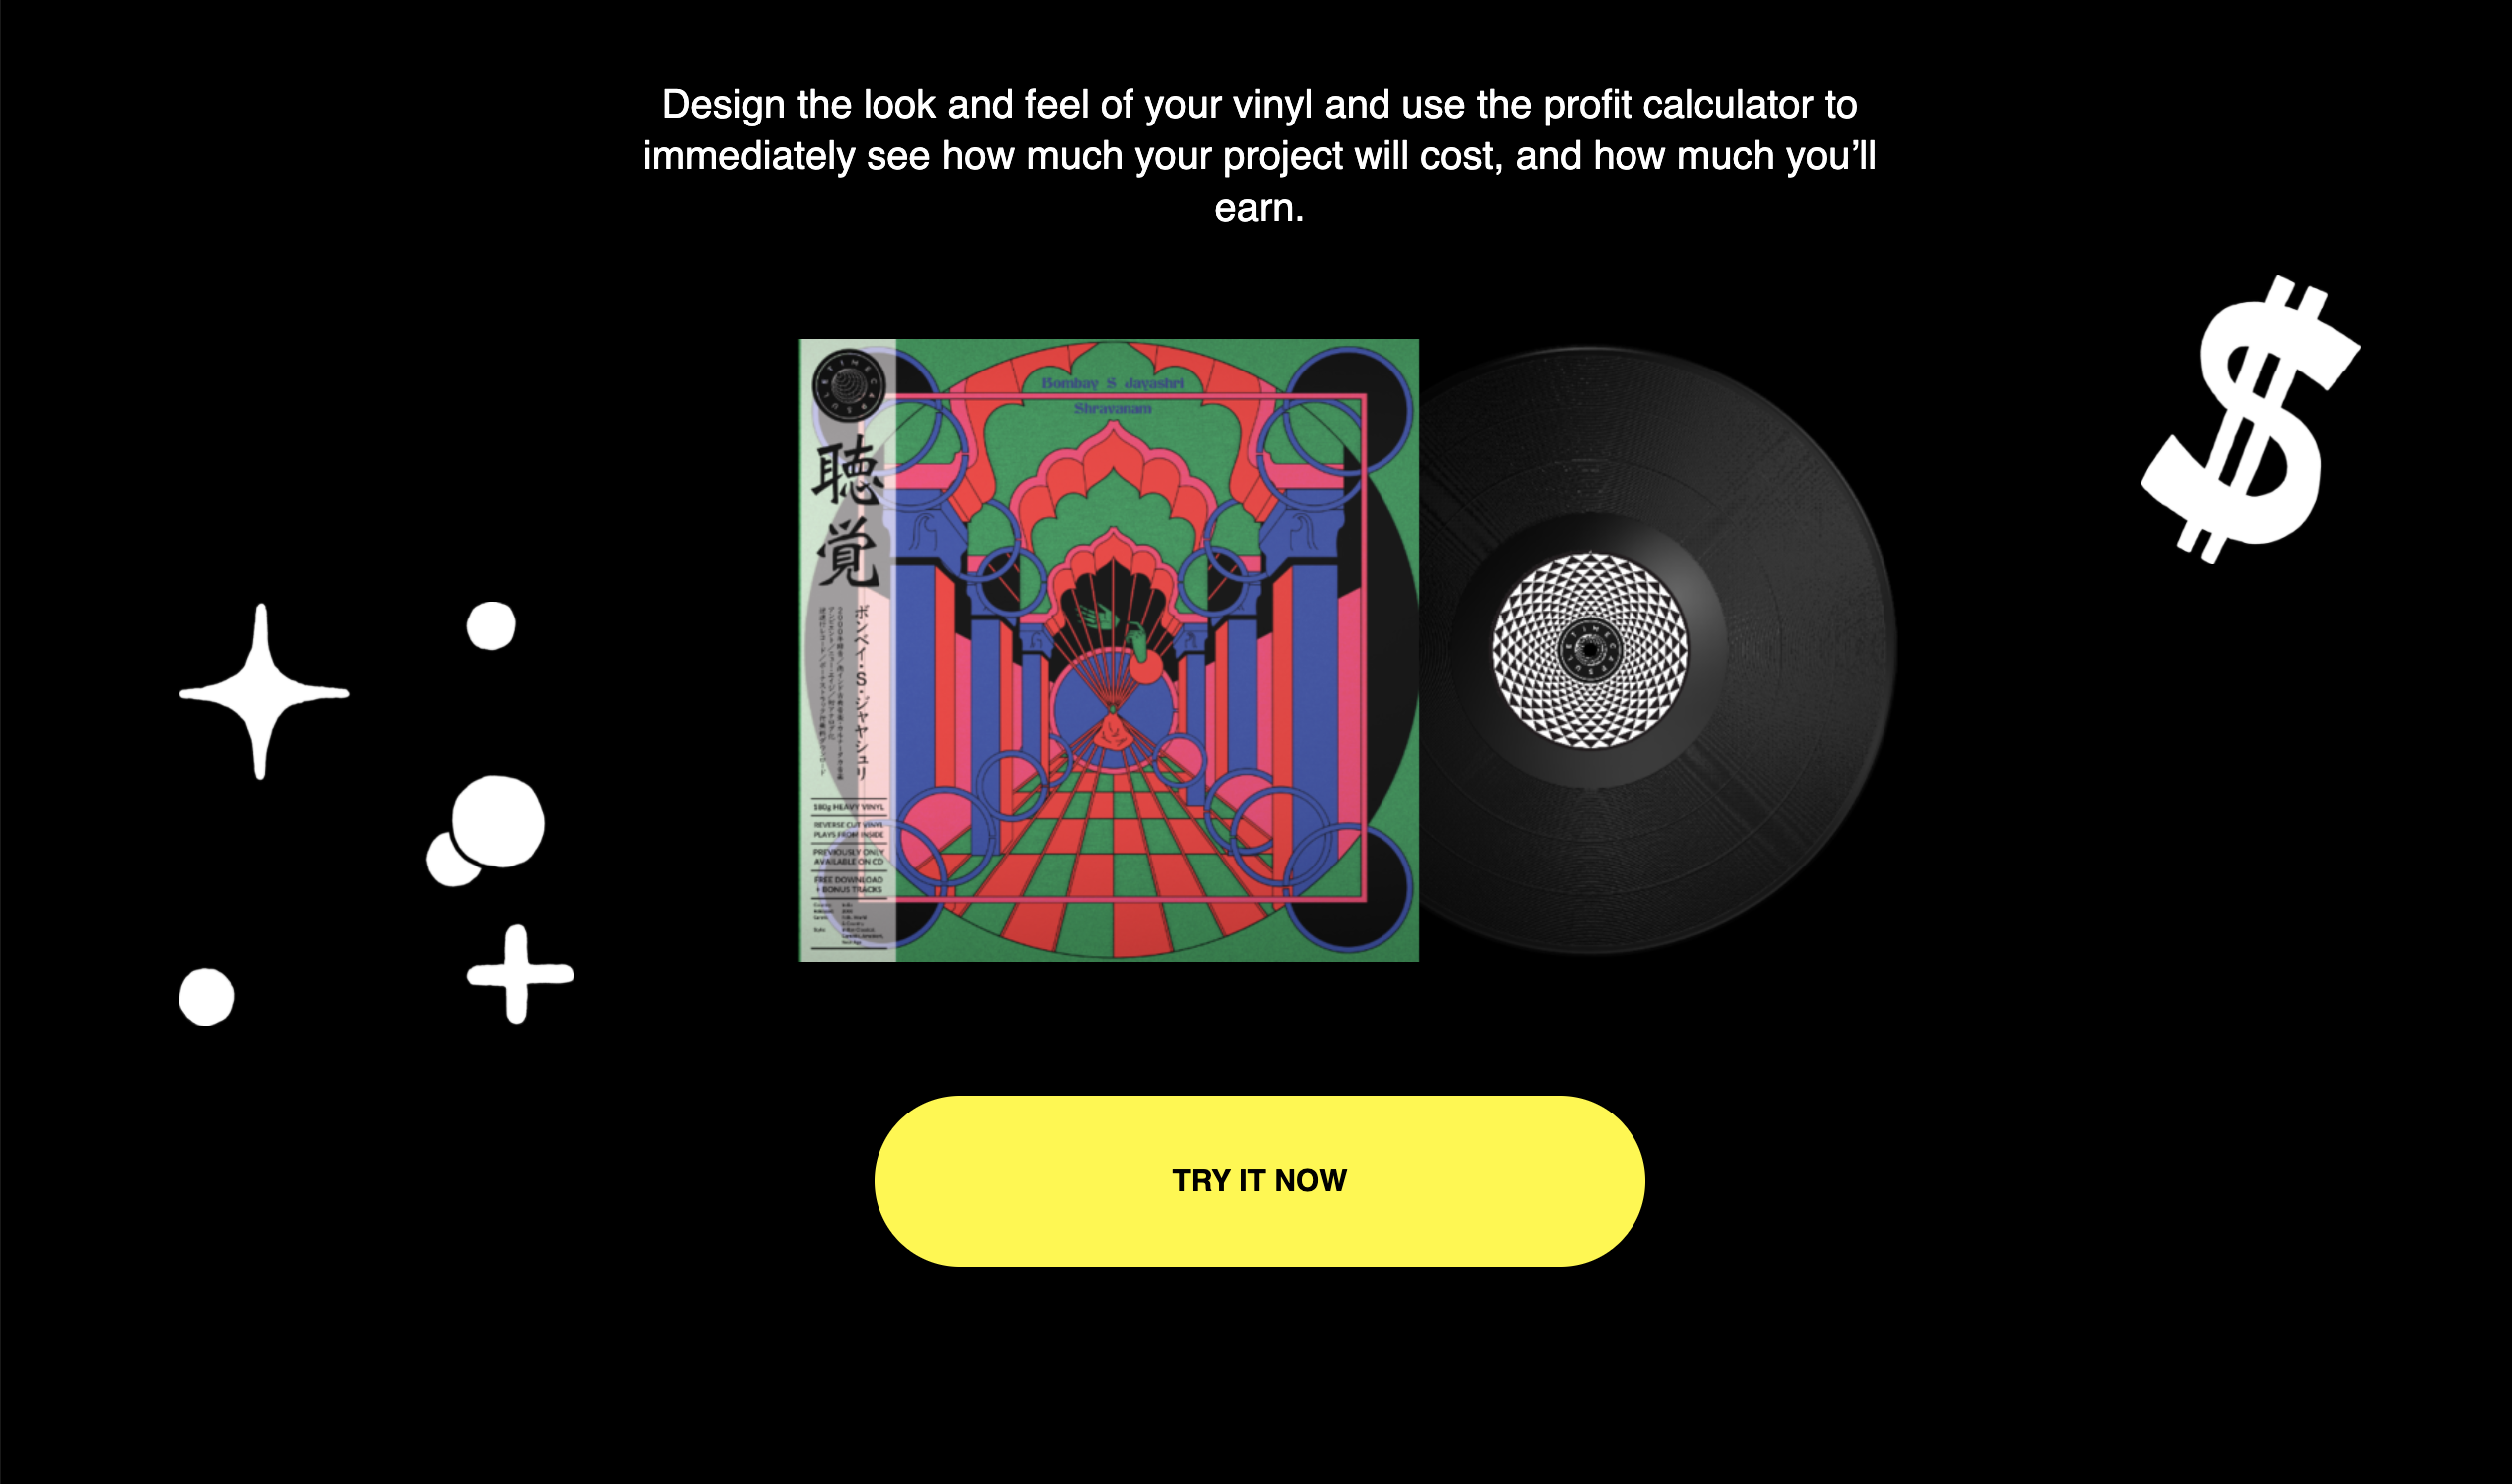 Design the look and feel of your vinyl and use the profit calculator to
immediately see how much your project will cost, and how much you’ll
earn.
Bombay S Jayashri
Shravanam
TIMECAPSULE
聴覚
ボンベイ・S・ジャヤシュリ
180g HEAVY VINYL
REVERSE CUT VINYL
PLAYS FROM INSIDE
PREVIOUSLY ONLY
AVAILABLE ON CD
FREE DOWNLOAD
+ BONUS TRACKS
TIMECAPSULE
TRY IT NOW